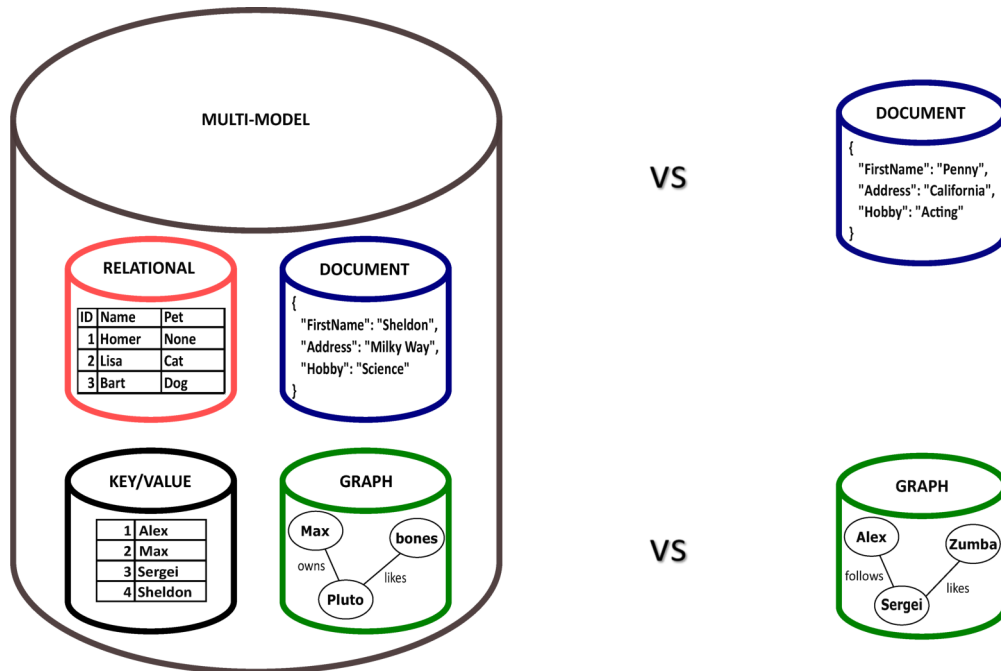 MULTI-MODEL
RELATIONAL
ID Name Pet
1 Homer None
2 Lisa Cat
3 Bart Dog
DOCUMENT
{
"FirstName": "Sheldon",
"Address": "Milky Way",
"Hobby": "Science"
}
KEY/VALUE
1 Alex
2 Max
3 Sergei
4 Sheldon
GRAPH
Max
bones
owns
likes
Pluto
vs
DOCUMENT
{
"FirstName": "Penny",
"Address": "California",
"Hobby": "Acting"
}
vs
GRAPH
Alex
Zumba
follows
likes
Sergei